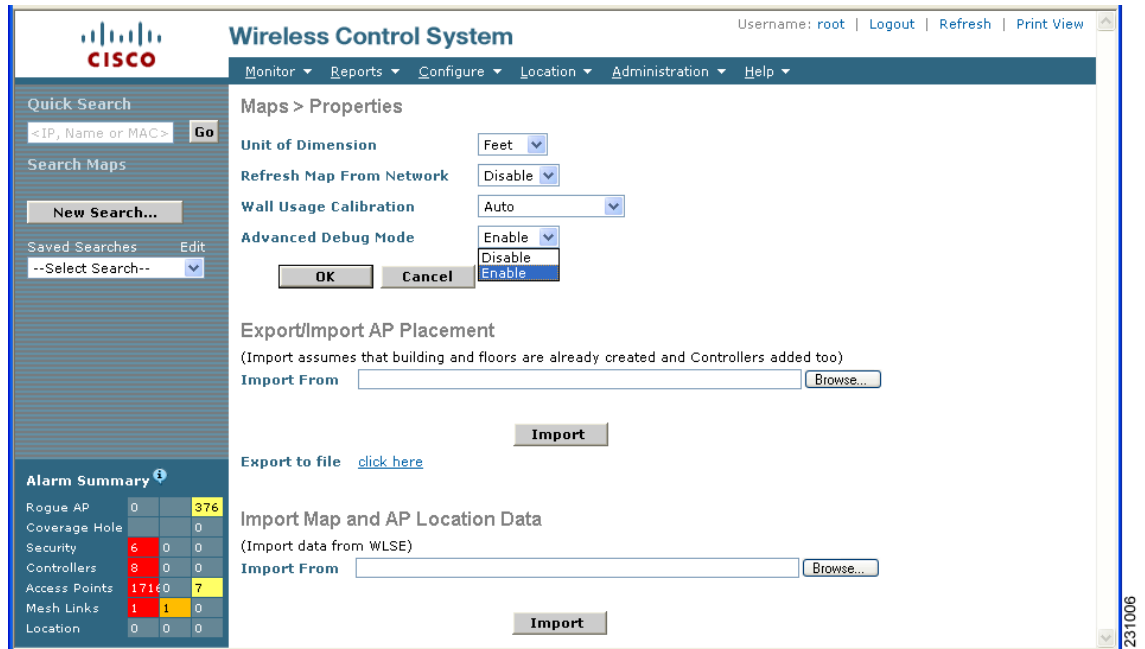 Username: root | Logout | Refresh | Print View
CISCO
Wireless Control System
Monitor Reports Configure Location Administration Help
Quick Search
<IP, Name or MAC> Go
Search Maps
New Search...
Saved Searches Edit
--Select Search--
Maps > Properties
Unit of Dimension Feet
Refresh Map From Network Disable
Wall Usage Calibration Auto
Advanced Debug Mode Enable
Disable
Enable
OK Cancel
Export/Import AP Placement
(Import assumes that building and floors are already created and Controllers added too)
Import From Browse...
Import
Export to file click here
Import Map and AP Location Data
(Import data from WLSE)
Import From Browse...
Import
Alarm Summary
Rogue AP 0 376
Coverage Hole 0
Security 6 0 0
Controllers 8 0 0
Access Points 1716 0 7
Mesh Links 1 1 0
Location 0 0 0
231006